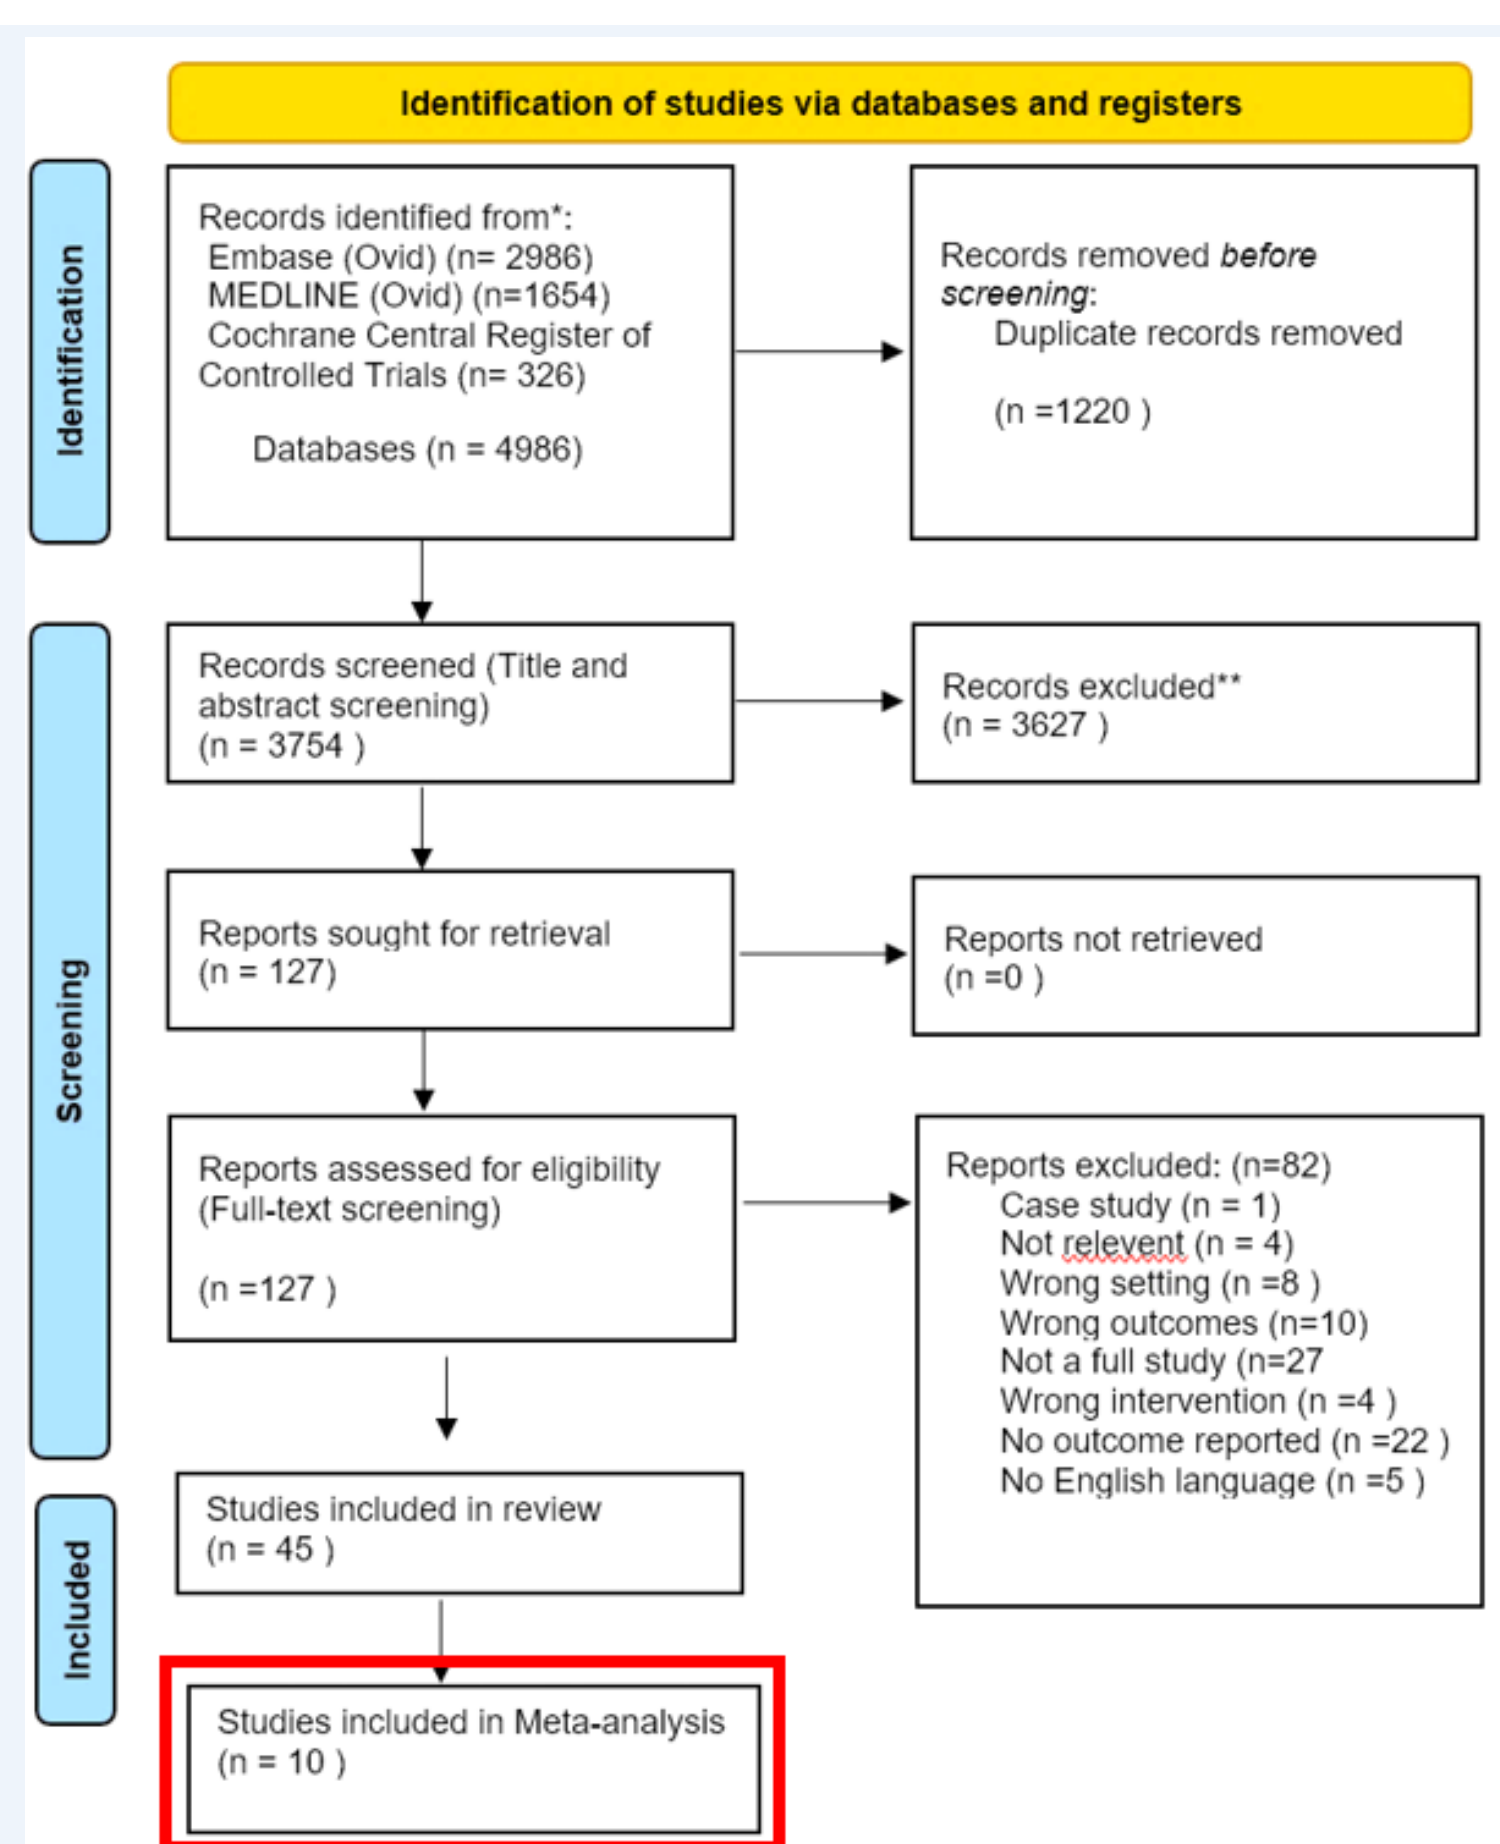 Identification of studies via databases and registers
Identification
Records identified from*:
Embase (Ovid) (n= 2986)
MEDLINE (Ovid) (n=1654)
Cochrane Central Register of
Controlled Trials (n= 326)
Databases (n = 4986)
Records removed before
screening:
Duplicate records removed
(n =1220 )
Screening
Records screened (Title and
abstract screening)
(n = 3754 )
Records excluded**
(n = 3627 )
Reports sought for retrieval
(n = 127)
Reports not retrieved
(n =0 )
Reports assessed for eligibility
(Full-text screening)
(n =127 )
Reports excluded: (n=82)
Case study (n = 1)
Not relevent (n = 4)
Wrong setting (n =8 )
Wrong outcomes (n=10)
Not a full study (n=27
Wrong intervention (n =4 )
No outcome reported (n =22 )
No English language (n =5 )
Included
Studies included in review
(n = 45 )
Studies included in Meta-analysis
(n = 10 )